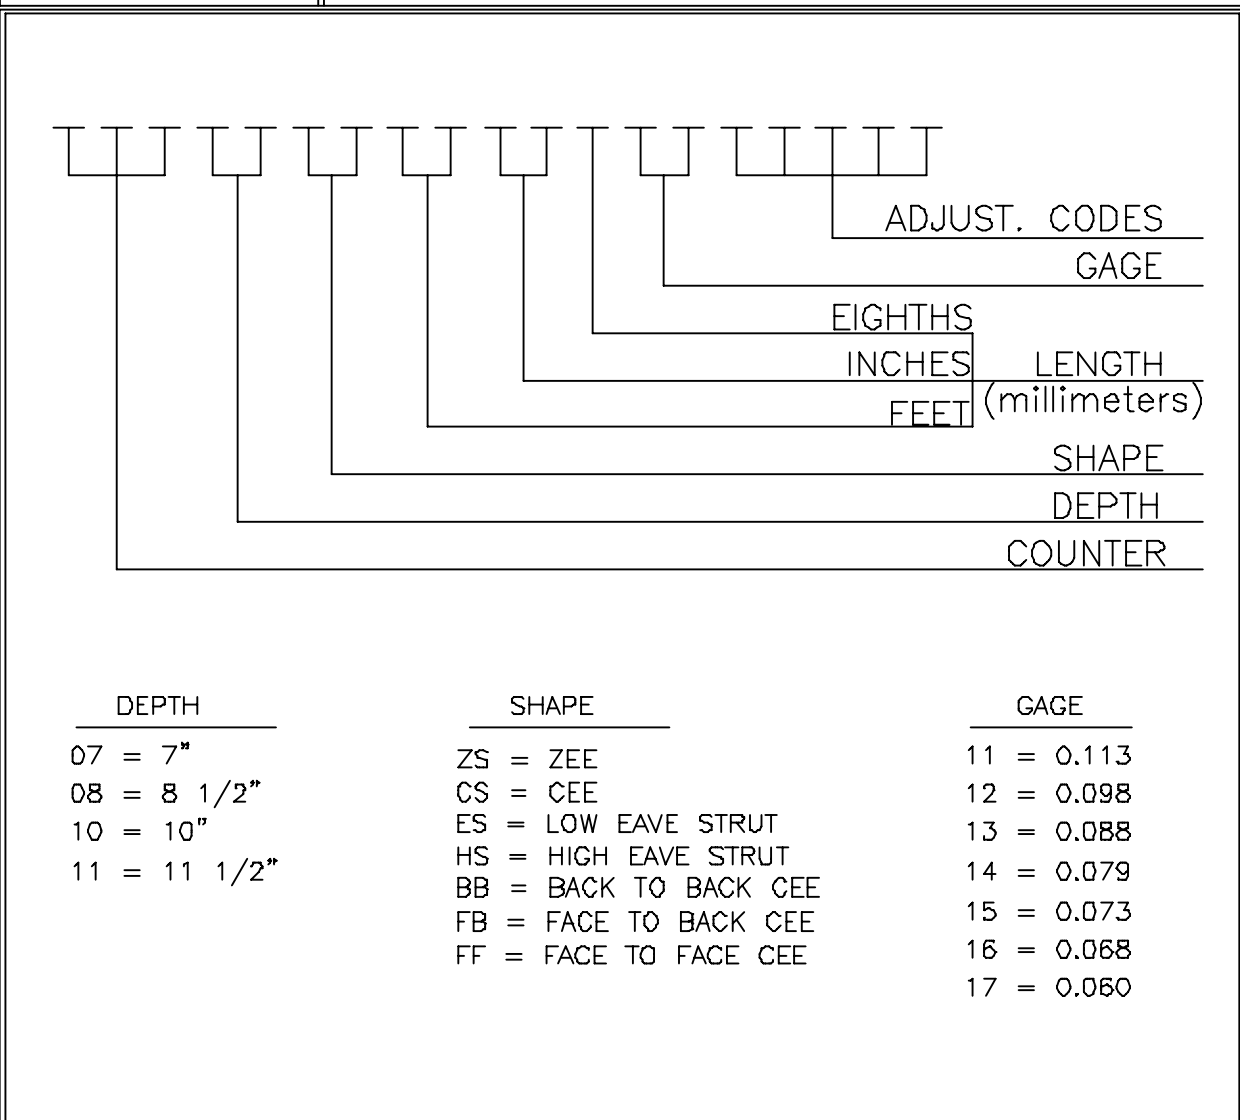 ADJUST. CODES
GAGE
EIGHTHS
INCHES LENGTH
(millimeters)
FEET
SHAPE
DEPTH
COUNTER
DEPTH
07 = 7"
08 = 8 1/2"
10 = 10"
11 = 11 1/2"
SHAPE
ZS = ZEE
CS = CEE
ES = LOW EAVE STRUT
HS = HIGH EAVE STRUT
BB = BACK TO BACK CEE
FB = FACE TO BACK CEE
FF = FACE TO FACE CEE
GAGE
11 = 0.113
12 = 0.098
13 = 0.088
14 = 0.079
15 = 0.073
16 = 0.068
17 = 0.060